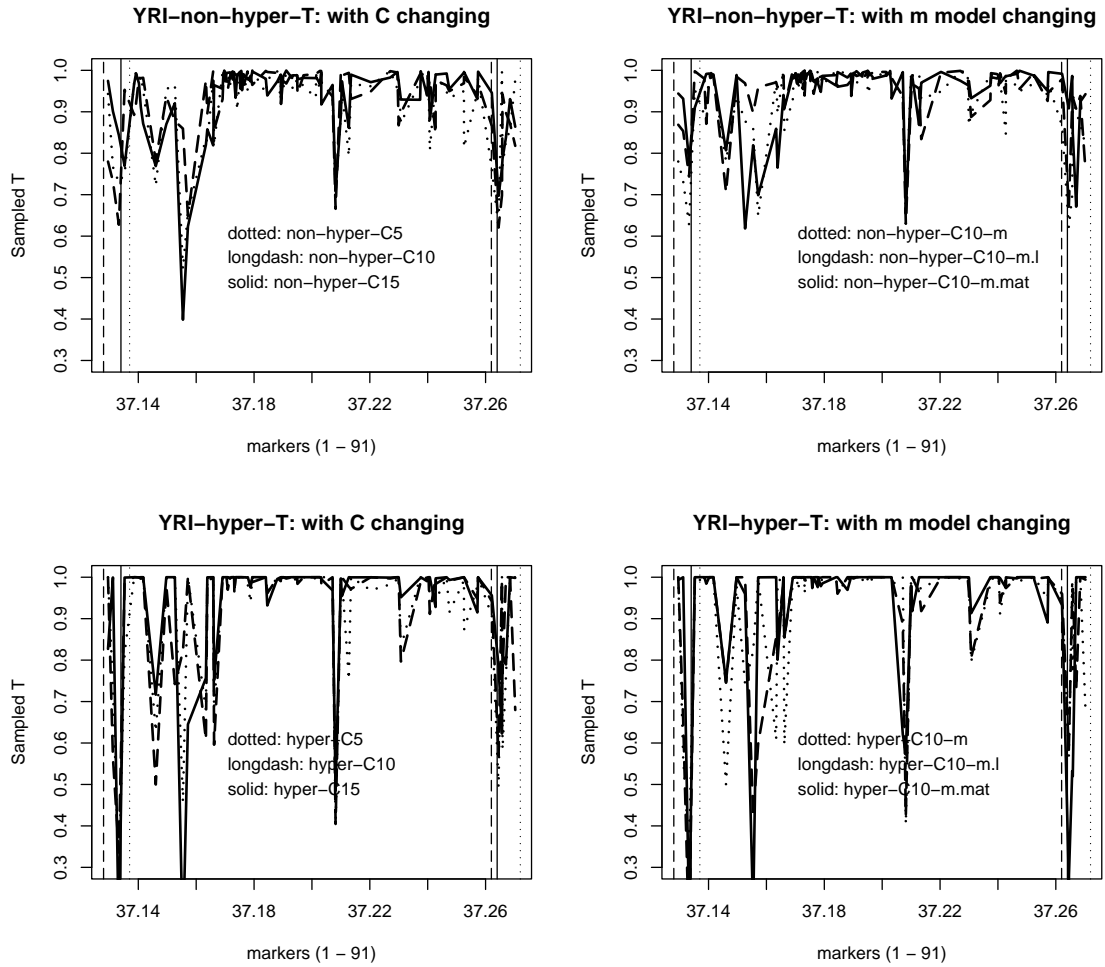 YRI−non−hyper−T: with C changing
Sampled T
1.0
0.9
0.8
0.7
0.6
0.5
0.4
0.3
dotted: non−hyper−C5
longdash: non−hyper−C10
solid: non−hyper−C15
37.14
37.18
37.22
37.26
markers (1 − 91)
YRI−non−hyper−T: with m model changing
Sampled T
1.0
0.9
0.8
0.7
0.6
0.5
0.4
0.3
dotted: non−hyper−C10−m
longdash: non−hyper−C10−m.l
solid: non−hyper−C10−m.mat
37.14
37.18
37.22
37.26
markers (1 − 91)
YRI−hyper−T: with C changing
Sampled T
1.0
0.9
0.8
0.7
0.6
0.5
0.4
0.3
dotted: hyper−C5
longdash: hyper−C10
solid: hyper−C15
37.14
37.18
37.22
37.26
markers (1 − 91)
YRI−hyper−T: with m model changing
Sampled T
1.0
0.9
0.8
0.7
0.6
0.5
0.4
0.3
dotted: hyper−C10−m
longdash: hyper−C10−m.l
solid: hyper−C10−m.mat
37.14
37.18
37.22
37.26
markers (1 − 91)